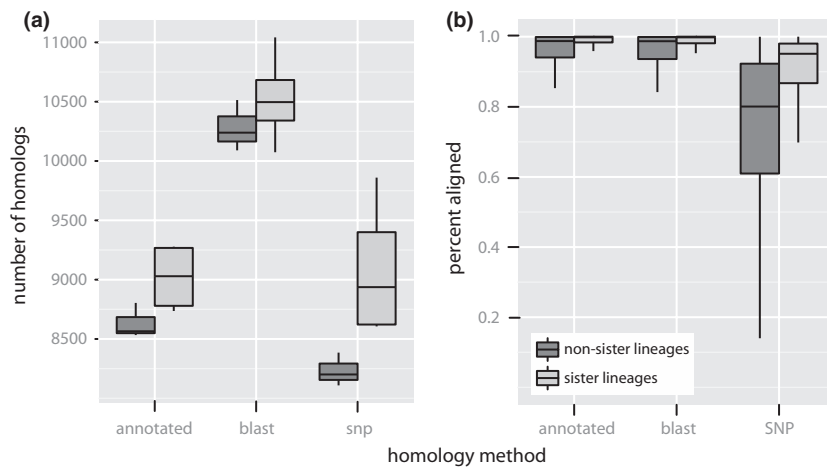 (a)
number of homologs
11000
10500
10000
9500
9000
8500
annotated
blast
snp
(b)
percent aligned
1.0
0.8
0.6
0.4
0.2
non-sister lineages
sister lineages
annotated
blast
SNP
homology method